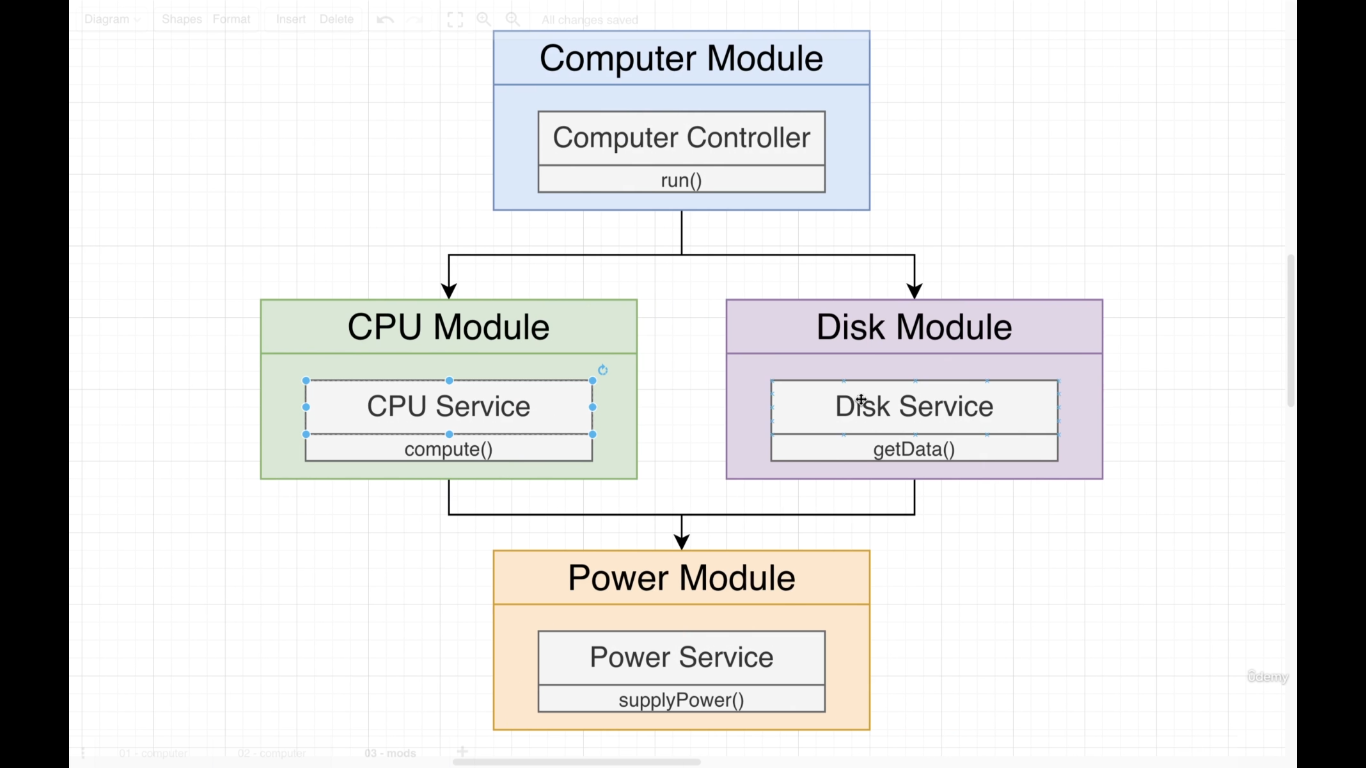 Diagram Shapes Format Insert Delete All changes saved
Computer Module
Computer Controller
run()
CPU Module Disk Module
CPU Service Disk Service
compute() getData()
Power Module
Power Service
supplyPower()
ûdemy
01 - computer 02 - computer 03 - mods